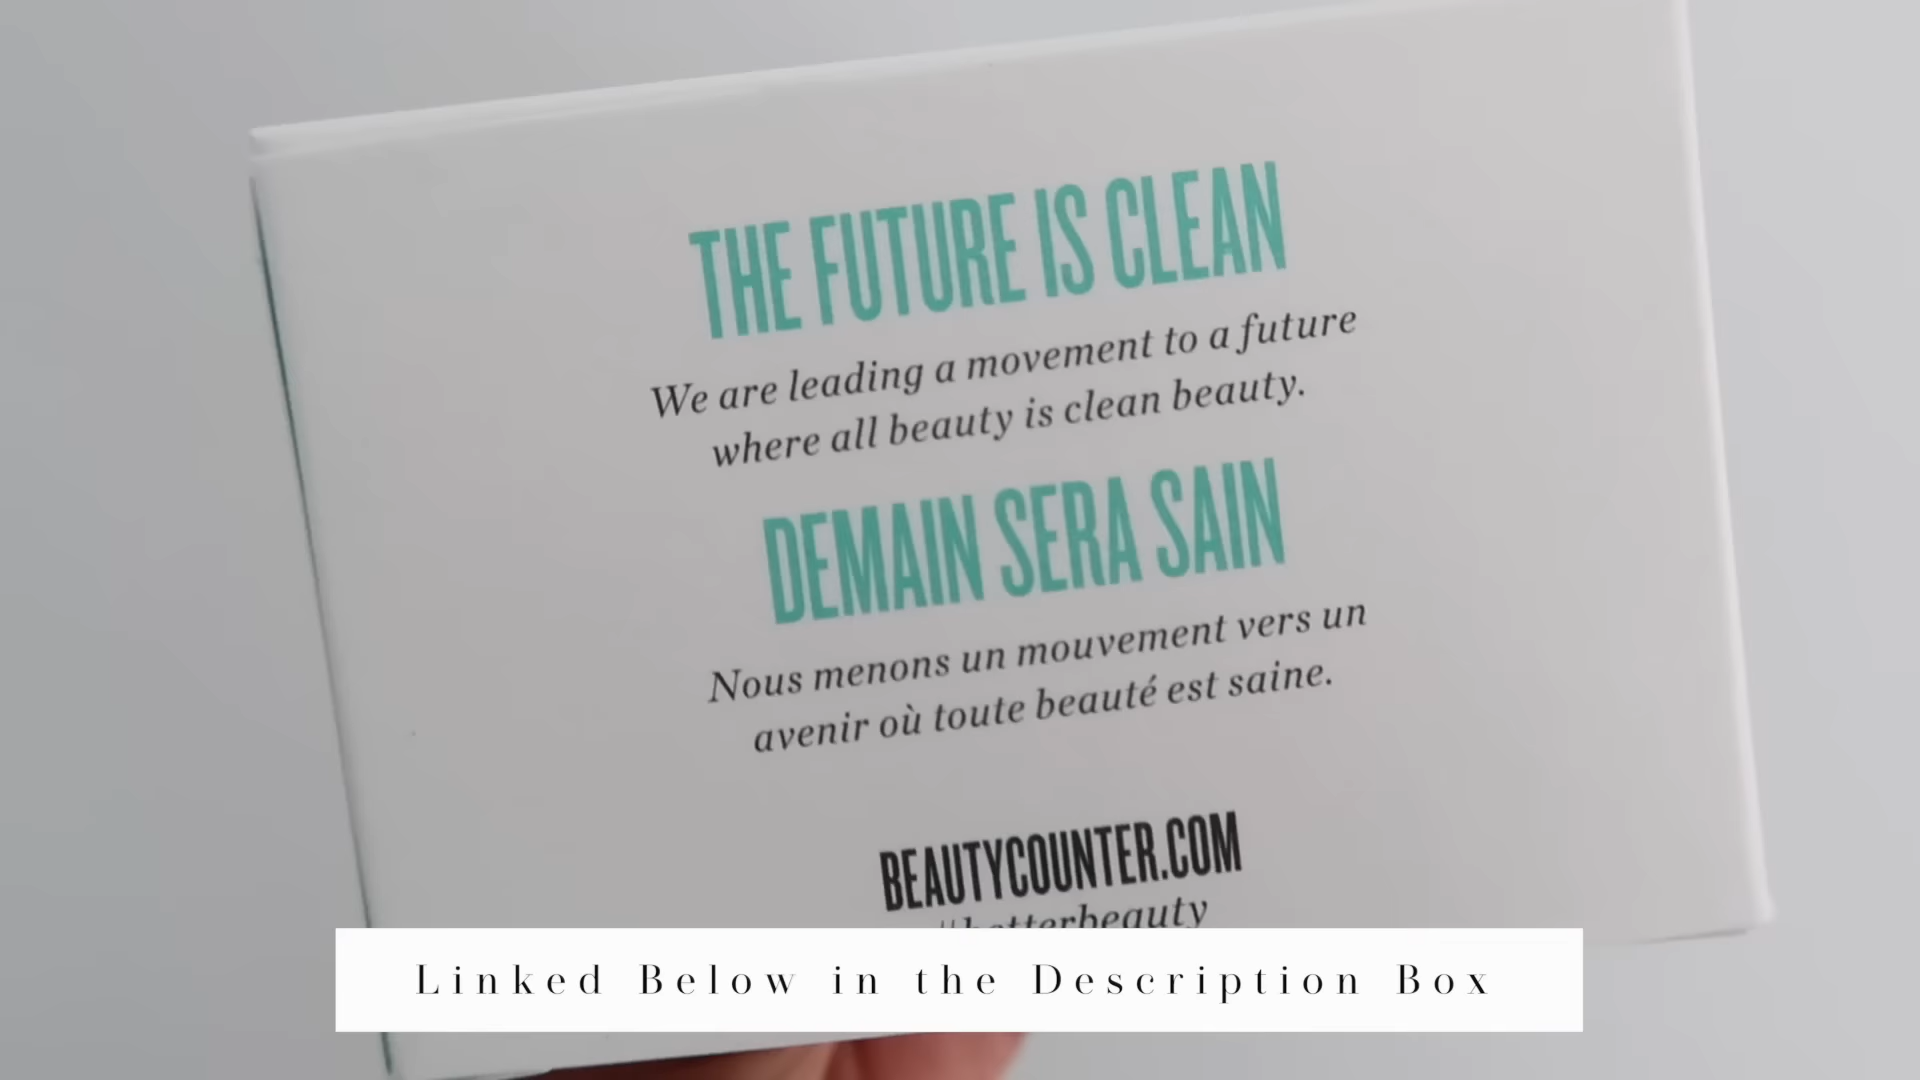 THE FUTURE IS CLEAN
We are leading a movement to a future
where all beauty is clean beauty.
DEMAIN SERA SAIN
Nous menons un mouvement vers un
avenir où toute beauté est saine.
BEAUTYCOUNTER.COM
#betterbeauty
Linked Below in the Description Box